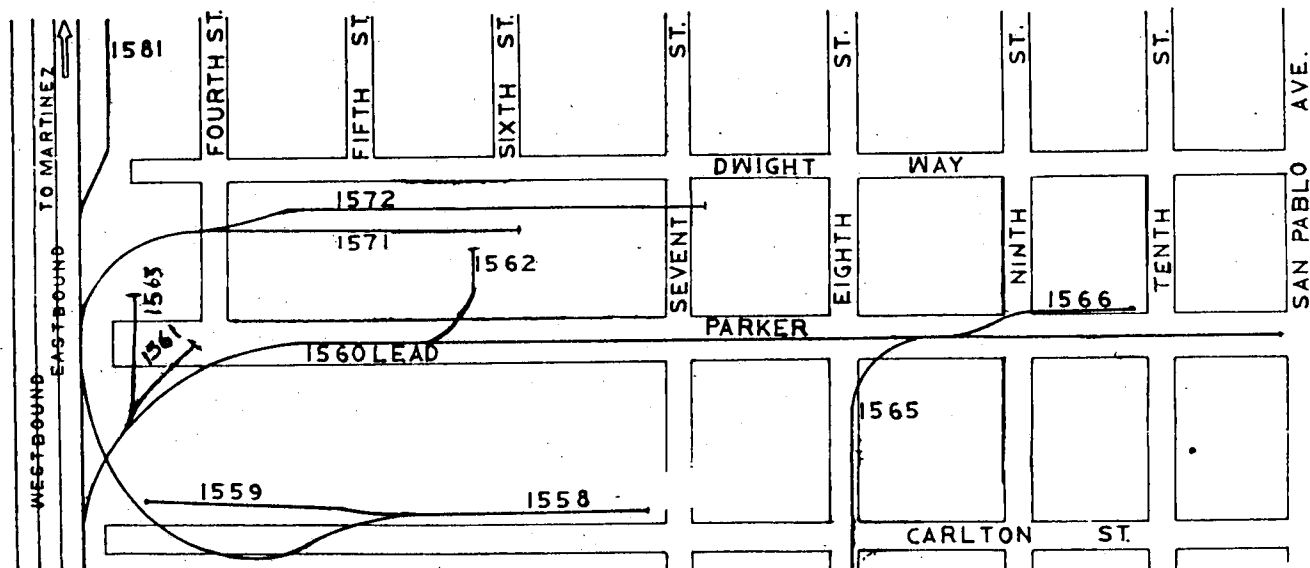 1581
TO MARTINEZ
EASTBOUND
WESTBOUND
FOURTH ST.
FIFTH ST.
SIXTH ST.
SEVENT ST.
EIGHTH ST.
NINTH ST.
TENTH ST.
SAN PABLO AVE.
DWIGHT WAY
1572
1571
1562
1563
1561
1560 LEAD
PARKER
1566
1565
1559
1558
CARLTON ST.